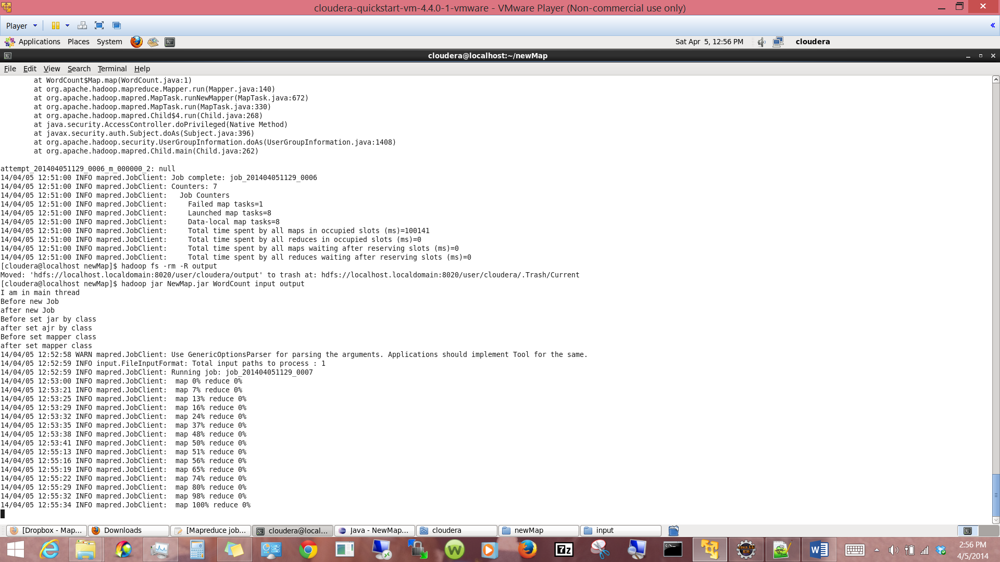 cloudera-quickstart-vm-4.4.0-1-vmware - VMware Player (Non-commercial use only)
Player
Applications Places System Sat Apr 5, 12:56 PM cloudera
cloudera@localhost:~/newMap
File Edit View Search Terminal Help
at WordCount$Map.map(WordCount.java:1)
at org.apache.hadoop.mapreduce.Mapper.run(Mapper.java:140)
at org.apache.hadoop.mapred.MapTask.runNewMapper(MapTask.java:672)
at org.apache.hadoop.mapred.MapTask.run(MapTask.java:330)
at org.apache.hadoop.mapred.Child$4.run(Child.java:268)
at java.security.AccessController.doPrivileged(Native Method)
at javax.security.auth.Subject.doAs(Subject.java:396)
at org.apache.hadoop.security.UserGroupInformation.doAs(UserGroupInformation.java:1408)
at org.apache.hadoop.mapred.Child.main(Child.java:262)
attempt_201404051129_0006_m_000000_2: null
14/04/05 12:51:00 INFO mapred.JobClient: Job complete: job_201404051129_0006
14/04/05 12:51:00 INFO mapred.JobClient: Counters: 7
14/04/05 12:51:00 INFO mapred.JobClient:   Job Counters
14/04/05 12:51:00 INFO mapred.JobClient:     Failed map tasks=1
14/04/05 12:51:00 INFO mapred.JobClient:     Launched map tasks=8
14/04/05 12:51:00 INFO mapred.JobClient:     Data-local map tasks=8
14/04/05 12:51:00 INFO mapred.JobClient:     Total time spent by all maps in occupied slots (ms)=100141
14/04/05 12:51:00 INFO mapred.JobClient:     Total time spent by all reduces in occupied slots (ms)=0
14/04/05 12:51:00 INFO mapred.JobClient:     Total time spent by all maps waiting after reserving slots (ms)=0
14/04/05 12:51:00 INFO mapred.JobClient:     Total time spent by all reduces waiting after reserving slots (ms)=0
[cloudera@localhost newMap]$ hadoop fs -rm -R output
Moved: 'hdfs://localhost.localdomain:8020/user/cloudera/output' to trash at: hdfs://localhost.localdomain:8020/user/cloudera/.Trash/Current
[cloudera@localhost newMap]$ hadoop jar NewMap.jar WordCount input output
I am in main thread
Before new Job
after new Job
Before set jar by class
after set ajr by class
Before set mapper class
after set mapper class
14/04/05 12:52:58 WARN mapred.JobClient: Use GenericOptionsParser for parsing the arguments. Applications should implement Tool for the same.
14/04/05 12:52:59 INFO input.FileInputFormat: Total input paths to process : 1
14/04/05 12:52:59 INFO mapred.JobClient: Running job: job_201404051129_0007
14/04/05 12:53:00 INFO mapred.JobClient:  map 0% reduce 0%
14/04/05 12:53:21 INFO mapred.JobClient:  map 7% reduce 0%
14/04/05 12:53:25 INFO mapred.JobClient:  map 13% reduce 0%
14/04/05 12:53:29 INFO mapred.JobClient:  map 16% reduce 0%
14/04/05 12:53:32 INFO mapred.JobClient:  map 24% reduce 0%
14/04/05 12:53:35 INFO mapred.JobClient:  map 37% reduce 0%
14/04/05 12:53:38 INFO mapred.JobClient:  map 48% reduce 0%
14/04/05 12:53:41 INFO mapred.JobClient:  map 50% reduce 0%
14/04/05 12:55:13 INFO mapred.JobClient:  map 51% reduce 0%
14/04/05 12:55:16 INFO mapred.JobClient:  map 56% reduce 0%
14/04/05 12:55:19 INFO mapred.JobClient:  map 65% reduce 0%
14/04/05 12:55:22 INFO mapred.JobClient:  map 74% reduce 0%
14/04/05 12:55:29 INFO mapred.JobClient:  map 80% reduce 0%
14/04/05 12:55:32 INFO mapred.JobClient:  map 98% reduce 0%
14/04/05 12:55:34 INFO mapred.JobClient:  map 100% reduce 0%
[Dropbox - Map... Downloads [Mapreduce job... cloudera@local... Java - NewMap... cloudera newMap input
2:56 PM
4/5/2014